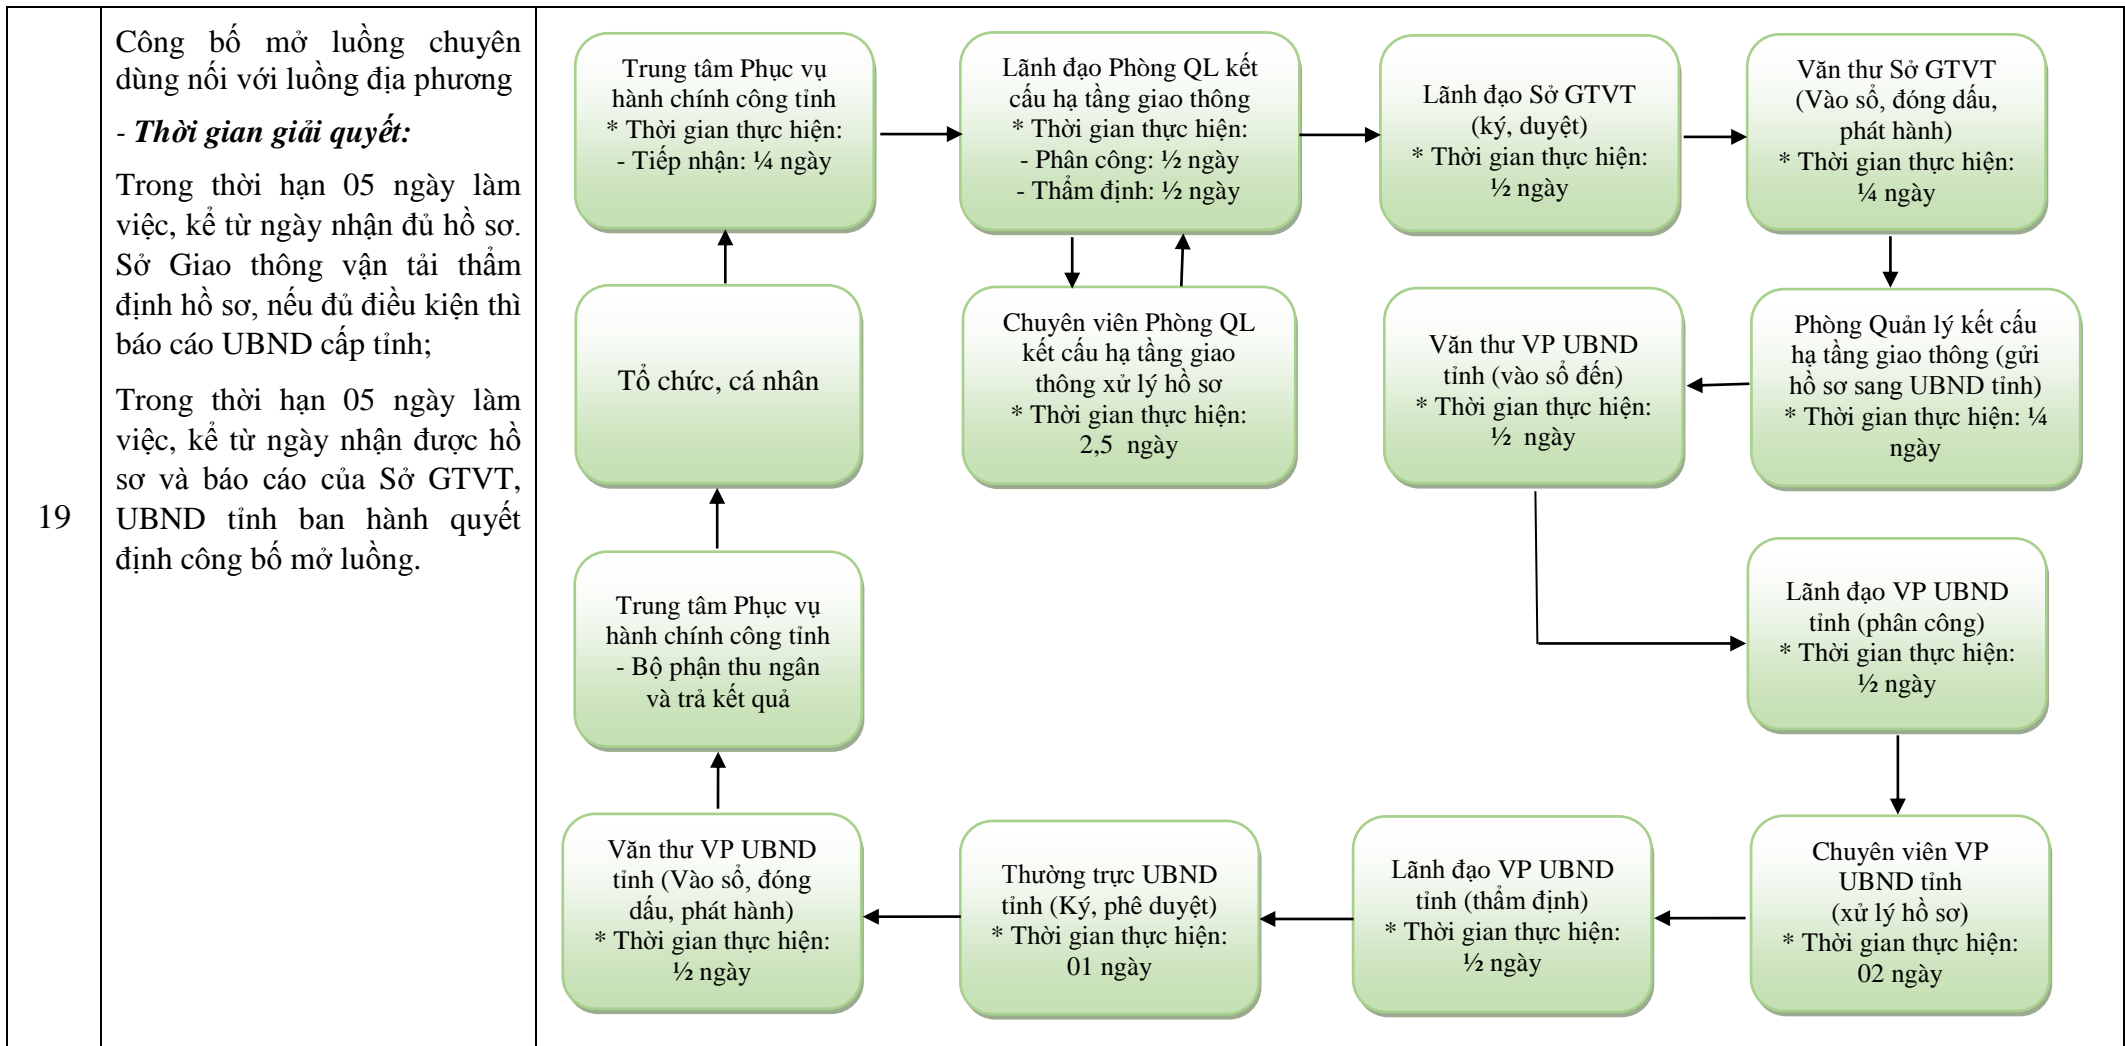 19
Công bố mở luồng chuyên
dùng nối với luồng địa phương
- Thời gian giải quyết:
Trong thời hạn 05 ngày làm
việc, kể từ ngày nhận đủ hồ sơ.
Sở Giao thông vận tải thẩm
định hồ sơ, nếu đủ điều kiện thì
báo cáo UBND cấp tỉnh;
Trong thời hạn 05 ngày làm
việc, kể từ ngày nhận được hồ
sơ và báo cáo của Sở GTVT,
UBND tỉnh ban hành quyết
định công bố mở luồng.
Trung tâm Phục vụ
hành chính công tỉnh
* Thời gian thực hiện:
- Tiếp nhận: ¼ ngày
Lãnh đạo Phòng QL kết
cấu hạ tầng giao thông
* Thời gian thực hiện:
- Phân công: ½ ngày
- Thẩm định: ½ ngày
Lãnh đạo Sở GTVT
(ký, duyệt)
* Thời gian thực hiện:
½ ngày
Văn thư Sở GTVT
(Vào sổ, đóng dấu,
phát hành)
* Thời gian thực hiện:
¼ ngày
Tổ chức, cá nhân
Chuyên viên Phòng QL
kết cấu hạ tầng giao
thông xử lý hồ sơ
* Thời gian thực hiện:
2,5 ngày
Văn thư VP UBND
tỉnh (vào sổ đến)
* Thời gian thực hiện:
½ ngày
Phòng Quản lý kết cấu
hạ tầng giao thông (gửi
hồ sơ sang UBND tỉnh)
* Thời gian thực hiện: ¼
ngày
Trung tâm Phục vụ
hành chính công tỉnh
- Bộ phận thu ngân
và trả kết quả
Lãnh đạo VP UBND
tỉnh (phân công)
* Thời gian thực hiện:
½ ngày
Văn thư VP UBND
tỉnh (Vào sổ, đóng
dấu, phát hành)
* Thời gian thực hiện:
½ ngày
Thường trực UBND
tỉnh (Ký, phê duyệt)
* Thời gian thực hiện:
01 ngày
Lãnh đạo VP UBND
tỉnh (thẩm định)
* Thời gian thực hiện:
½ ngày
Chuyên viên VP
UBND tỉnh
(xử lý hồ sơ)
* Thời gian thực hiện:
02 ngày